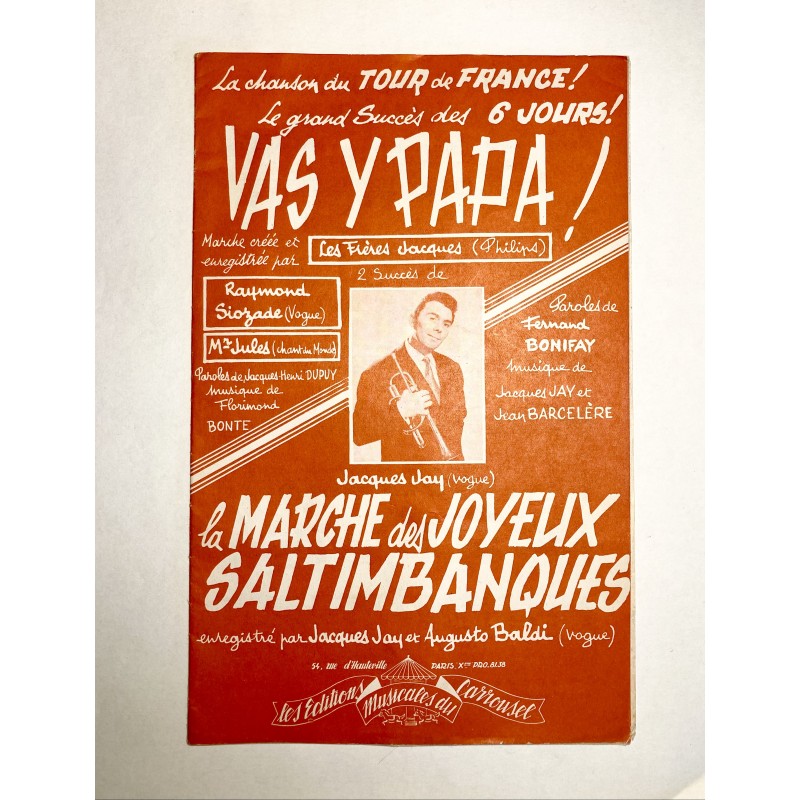 La chanson du TOUR de FRANCE!
Le grand Succès des 6 JOURS!
VAS Y PAPA!
Marche créée et
enregistrée par
Les Frères Jacques (Philips)
2 Succès de
Raymond
Siozade (Vogue)
Mr Jules (chant du Monde)
Paroles de Jacques-Henri DUPUY
musique de
Florimond
BONTE
Paroles de
Fernand
BONIFAY
musique de
Jacques JAY et
Jean BARCELÈRE
Jacques Jay (Vogue)
la MARCHE des JOYEUX
SALTIMBANQUES
enregistré par Jacques Jay et Augusto Baldi (Vogue)
54, rue d'Hauteville PARIS. Xème PRO. 81.38
Les Editions Musicales du Carrousel